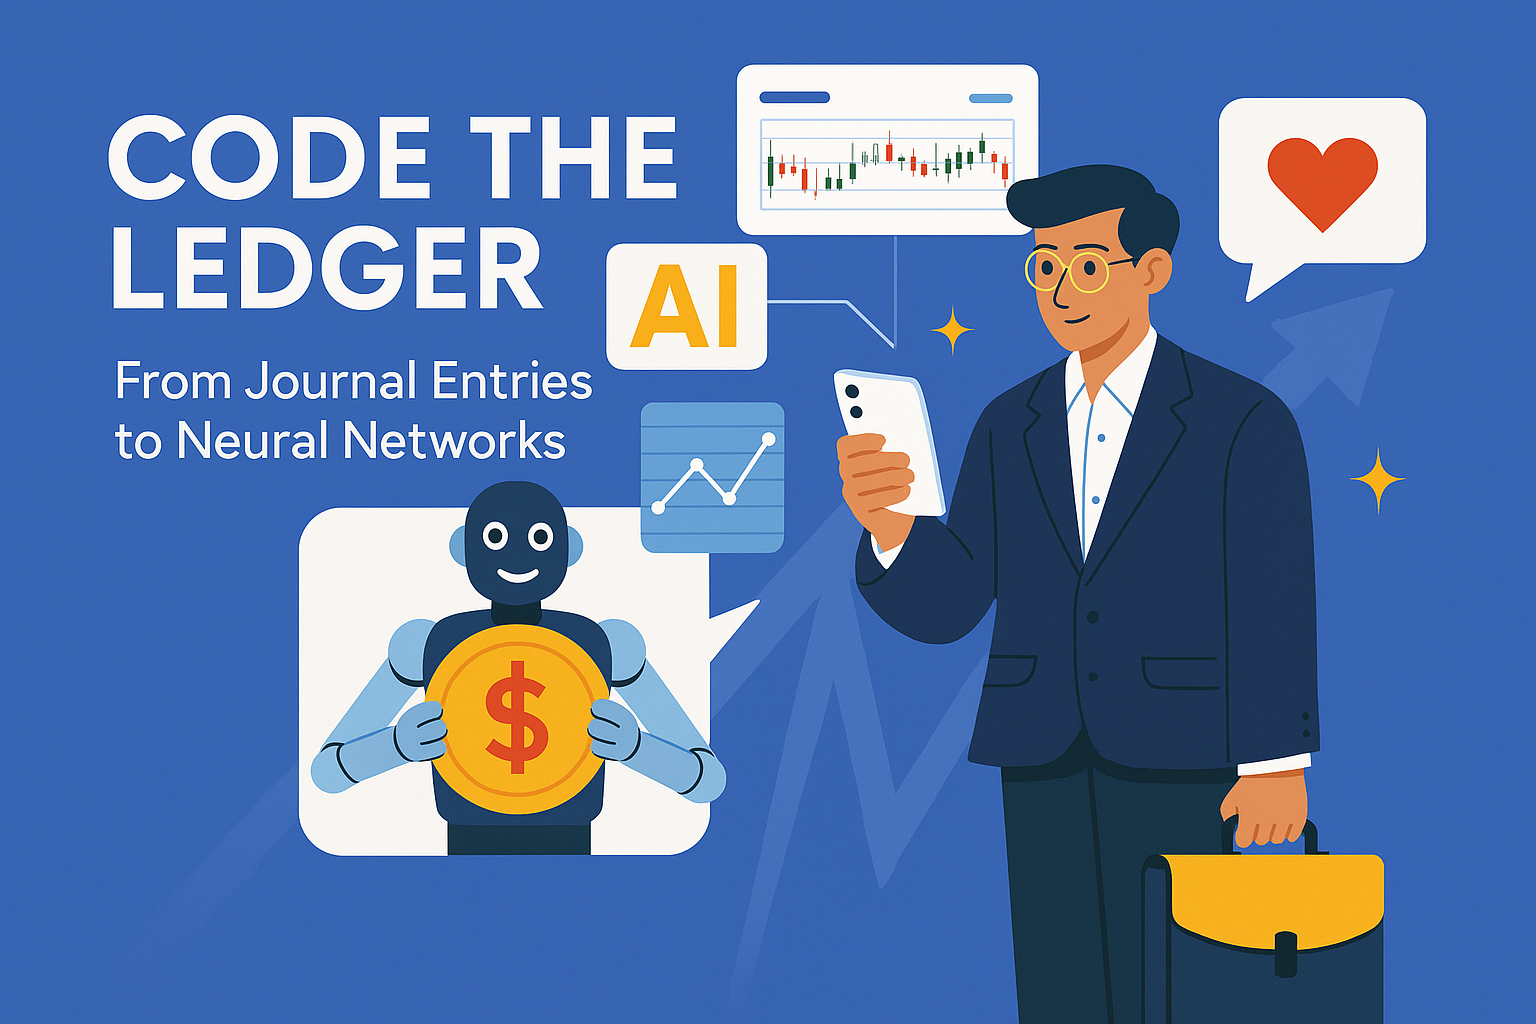 CODE THE
LEDGER
From Journal Entries
to Neural Networks
AI
$